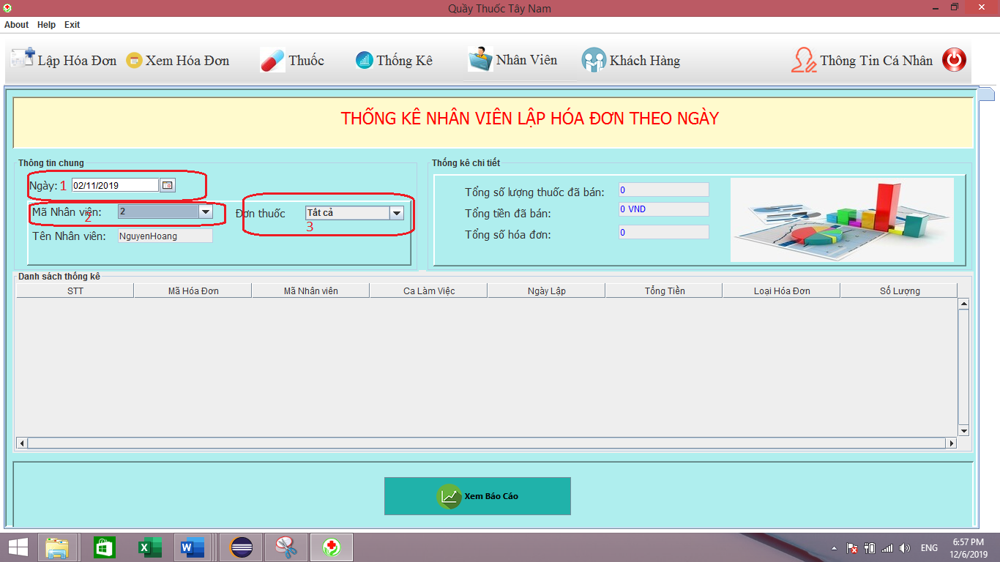 Quầy Thuốc Tây Nam
About Help Exit
Lập Hóa Đơn Xem Hóa Đơn Thuốc Thống Kê Nhân Viên Khách Hàng Thông Tin Cá Nhân
THỐNG KÊ NHÂN VIÊN LẬP HÓA ĐƠN THEO NGÀY
Thông tin chung
Ngày: 1 02/11/2019
Mã Nhân viên: 2 2
Đơn thuốc Tất cả
3
Tên Nhân viên: NguyenHoang
Thống kê chi tiết
Tổng số lượng thuốc đã bán: 0
Tổng tiền đã bán: 0 VND
Tổng số hóa đơn: 0
Danh sách thống kê
STT Mã Hóa Đơn Mã Nhân viên Ca Làm Việc Ngày Lập Tổng Tiền Loại Hóa Đơn Số Lượng
Xem Báo Cáo
ENG
6:57 PM
12/6/2019